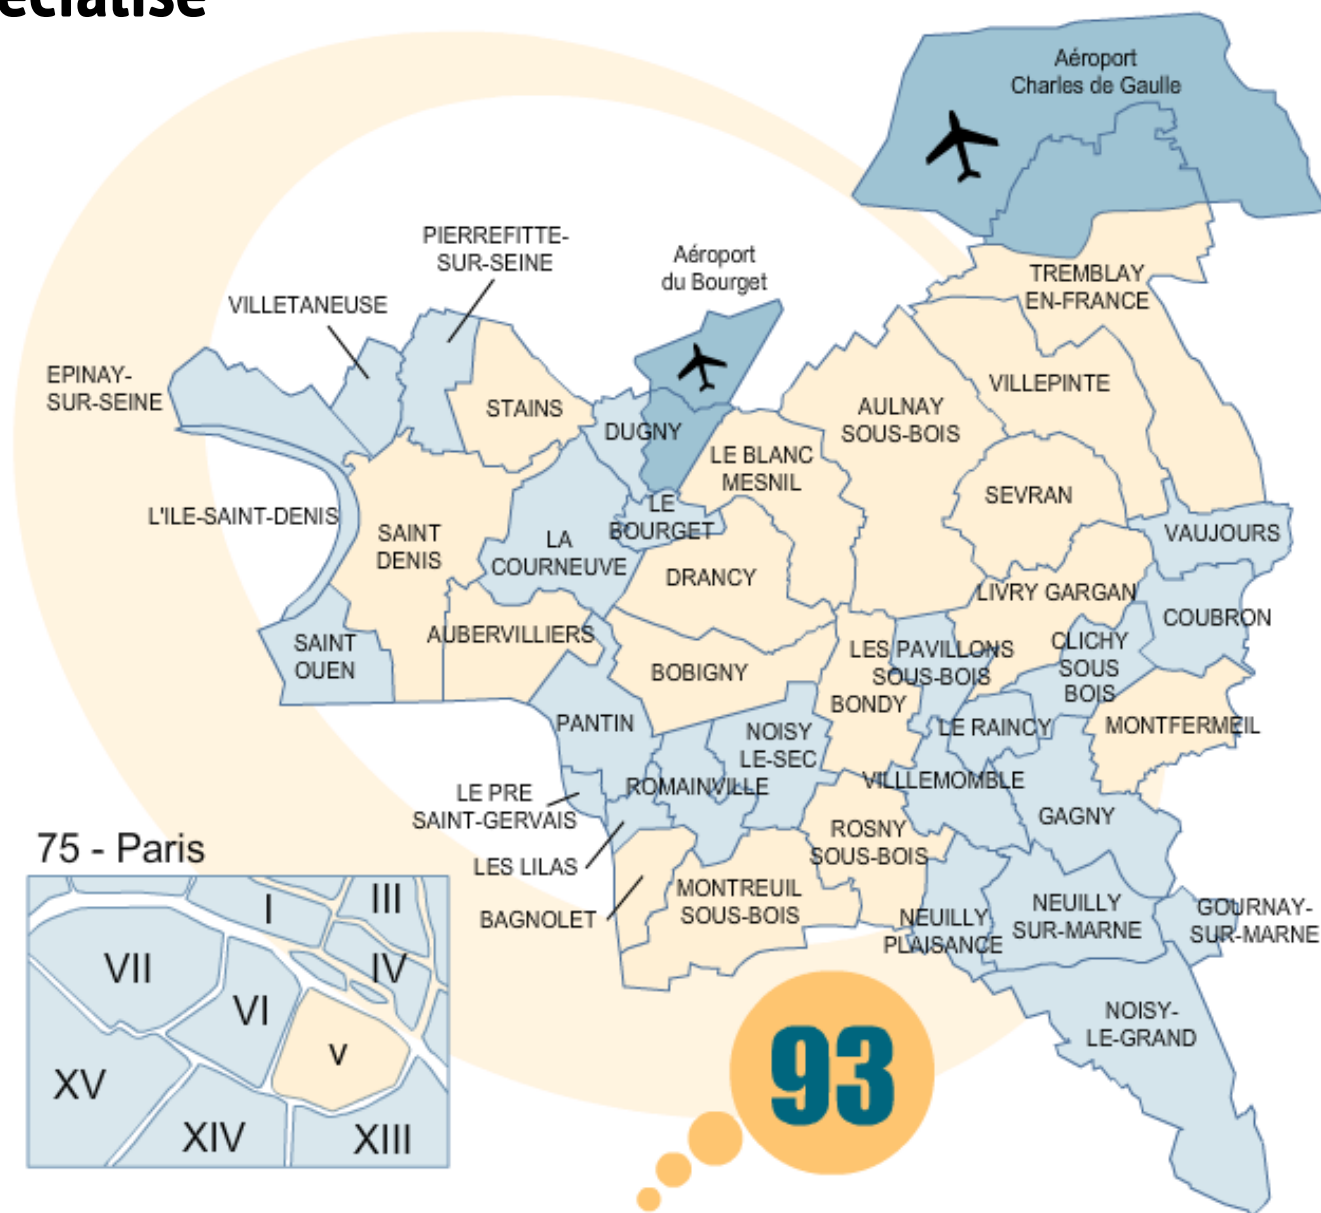 écialisé
Aéroport
Charles de Gaulle
PIERREFITTE-
SUR-SEINE
Aéroport
du Bourget
TREMBLAY
EN-FRANCE
VILLETANEUSE
EPINAY-
SUR-SEINE
STAINS
DUGNY
AULNAY
SOUS-BOIS
VILLEPINTE
LE BLANC
MESNIL
SEVRAN
L'ILE-SAINT-DENIS
SAINT
DENIS
LA
COURNEUVE
LE
BOURGET
VAUJOURS
DRANCY
LIVRY GARGAN
COUBRON
SAINT
OUEN
AUBERVILLIERS
BOBIGNY
LES PAVILLONS
SOUS-BOIS
CLICHY
SOUS
BOIS
BONDY
PANTIN
NOISY
LE-SEC
LE RAINCY
MONTFERMEIL
LE PRE
SAINT-GERVAIS
ROMAINVILLE
VILLLEMOMBLE
GAGNY
LES LILAS
ROSNY
SOUS-BOIS
BAGNOLET
MONTREUIL
SOUS-BOIS
NEUILLY
PLAISANCE
NEUILLY
SUR-MARNE
GOURNAY-
SUR-MARNE
NOISY-
LE-GRAND
75 - Paris
I
III
VII
IV
VI
V
XV
XIV
XIII
93